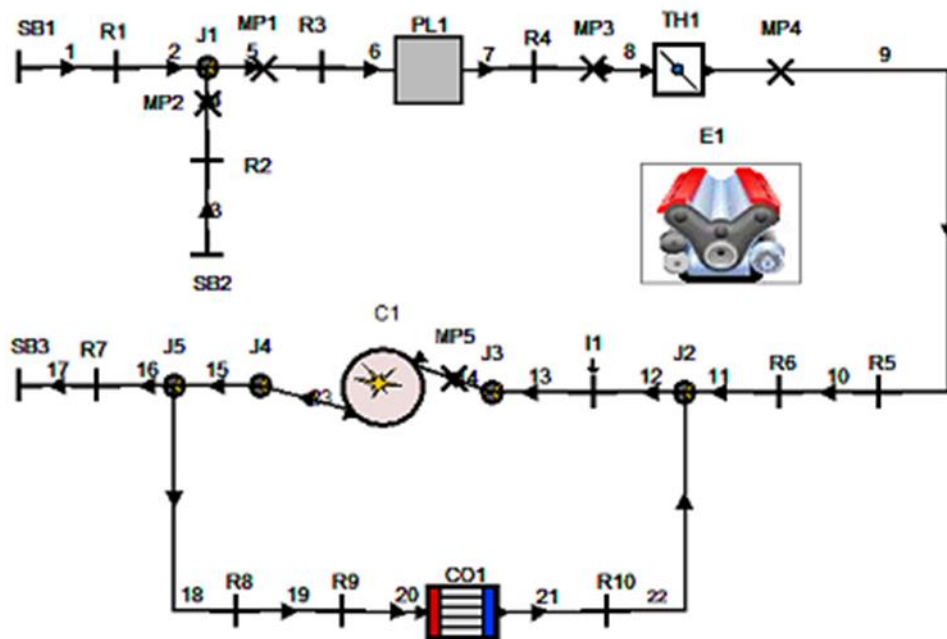 SB1 1 R1 2 J1 MP1 5 R3 6 PL1 7 R4 MP3 8 TH1 MP4 9
MP2
R2
3
SB2
E1
SB3 17 R7 16 J5 15 J4 C1 MP5 J3 13 I1 12 J2 11 R6 10 R5
23
18 R8 19 R9 20 CO1 21 R10 22